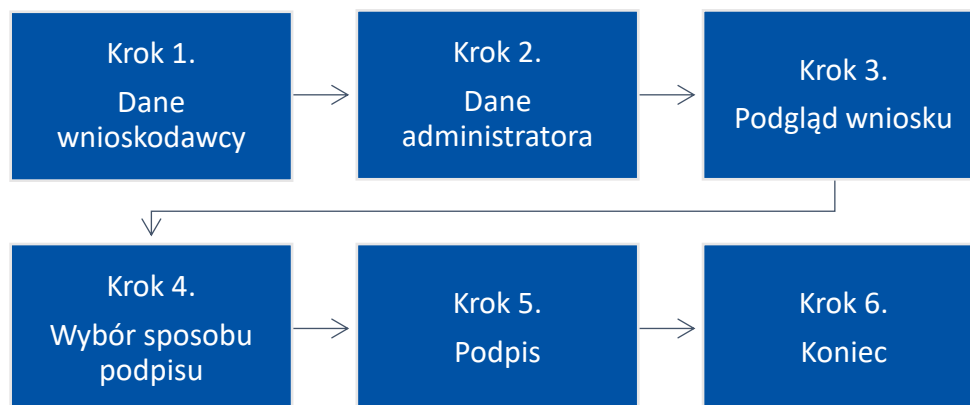 Krok 1.
Dane
wnioskodawcy
Krok 2.
Dane
administratora
Krok 3.
Podgląd wniosku
Krok 4.
Wybór sposobu
podpisu
Krok 5.
Podpis
Krok 6.
Koniec